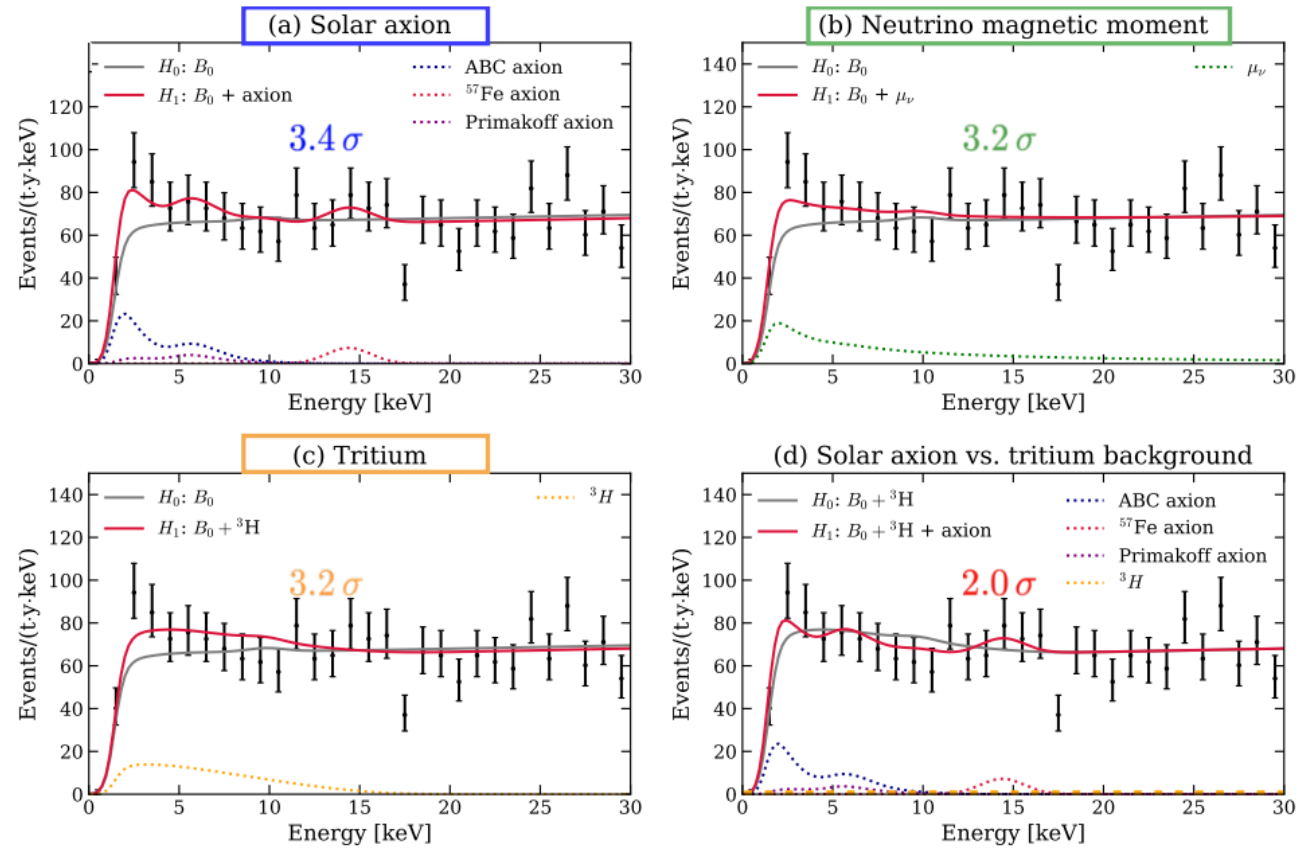 (a) Solar axion
H₀: B₀
H₁: B₀ + axion
ABC axion
⁵⁷Fe axion
Primakoff axion
3.4 σ
Events/(t·y·keV)
140
120
100
80
60
40
20
0
0 5 10 15 20 25 30
Energy [keV]
(b) Neutrino magnetic moment
H₀: B₀
H₁: B₀ + μᵥ
μᵥ
3.2 σ
Events/(t·y·keV)
140
120
100
80
60
40
20
0
0 5 10 15 20 25 30
Energy [keV]
(c) Tritium
H₀: B₀
H₁: B₀ + ³H
³H
3.2 σ
Events/(t·y·keV)
140
120
100
80
60
40
20
0
0 5 10 15 20 25 30
Energy [keV]
(d) Solar axion vs. tritium background
H₀: B₀ + ³H
H₁: B₀ + ³H + axion
ABC axion
⁵⁷Fe axion
Primakoff axion
³H
2.0 σ
Events/(t·y·keV)
140
120
100
80
60
40
20
0
0 5 10 15 20 25 30
Energy [keV]